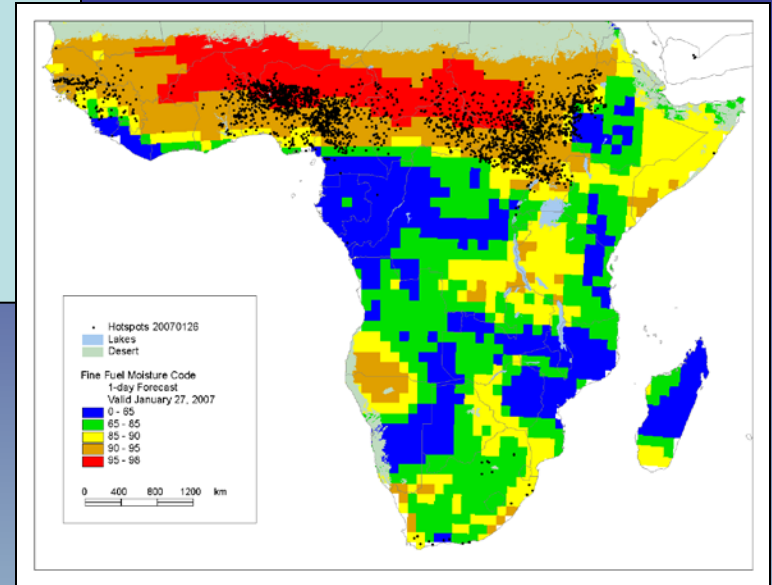 Hotspots 20070126
Lakes
Desert
Fine Fuel Moisture Code
1-day Forecast
Valid January 27, 2007
0 - 65
65 - 85
85 - 90
90 - 95
95 - 98
0 400 800 1200 km